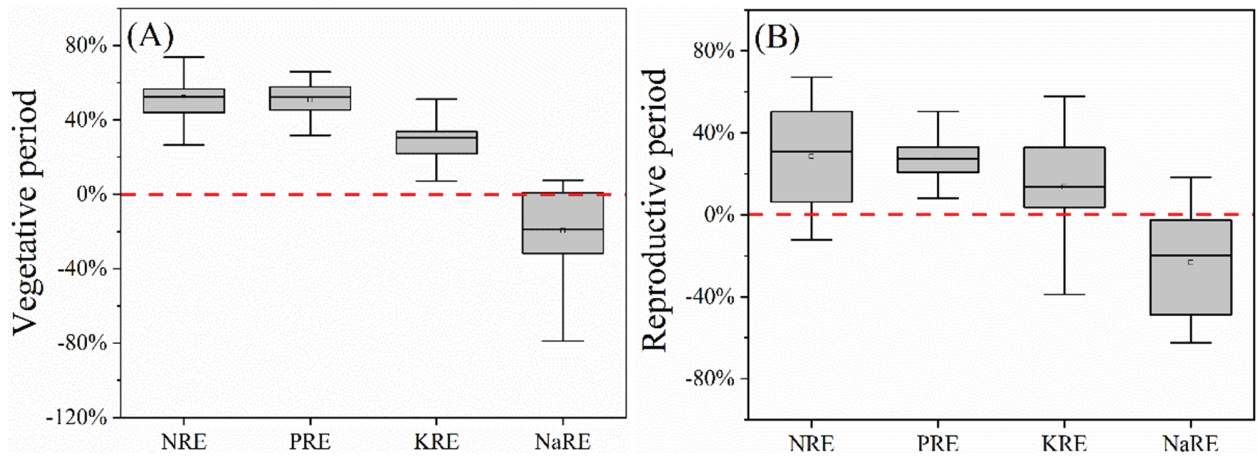 (A)
Vegetative period
80%
40%
0%
-40%
-80%
-120%
NRE PRE KRE NaRE
(B)
Reproductive period
80%
40%
0%
-40%
-80%
NRE PRE KRE NaRE